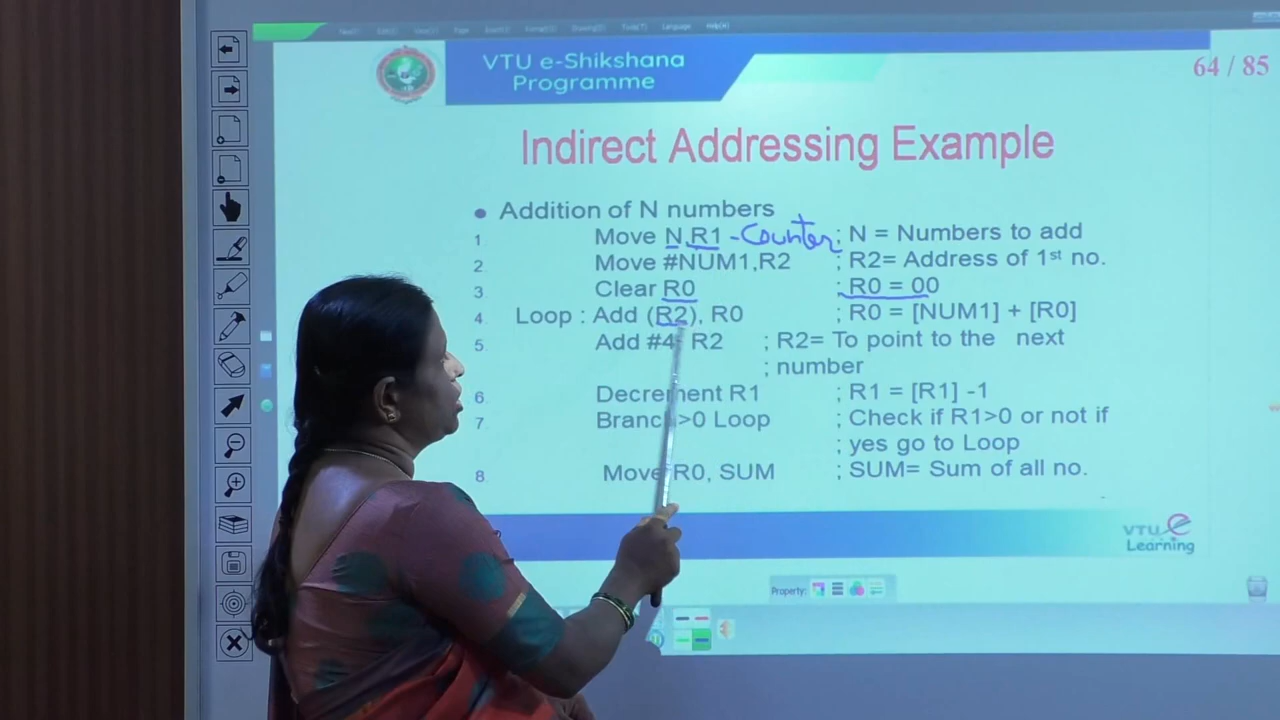 VTU e-Shikshana
Programme
64 / 85
Indirect Addressing Example
• Addition of N numbers
1 Move N,R1 - Counter ; N = Numbers to add
2. Move #NUM1,R2 ; R2= Address of 1st no.
3 Clear R0 ; R0 = 00
4 Loop : Add (R2), R0 ; R0 = [NUM1] + [R0]
5. Add #4, R2 ; R2= To point to the next
; number
6 Decrement R1 ; R1 = [R1] -1
7. Branch >0 Loop ; Check if R1>0 or not if
; yes go to Loop
8. Move R0, SUM ; SUM= Sum of all no.
VTU e
Learning
Property: